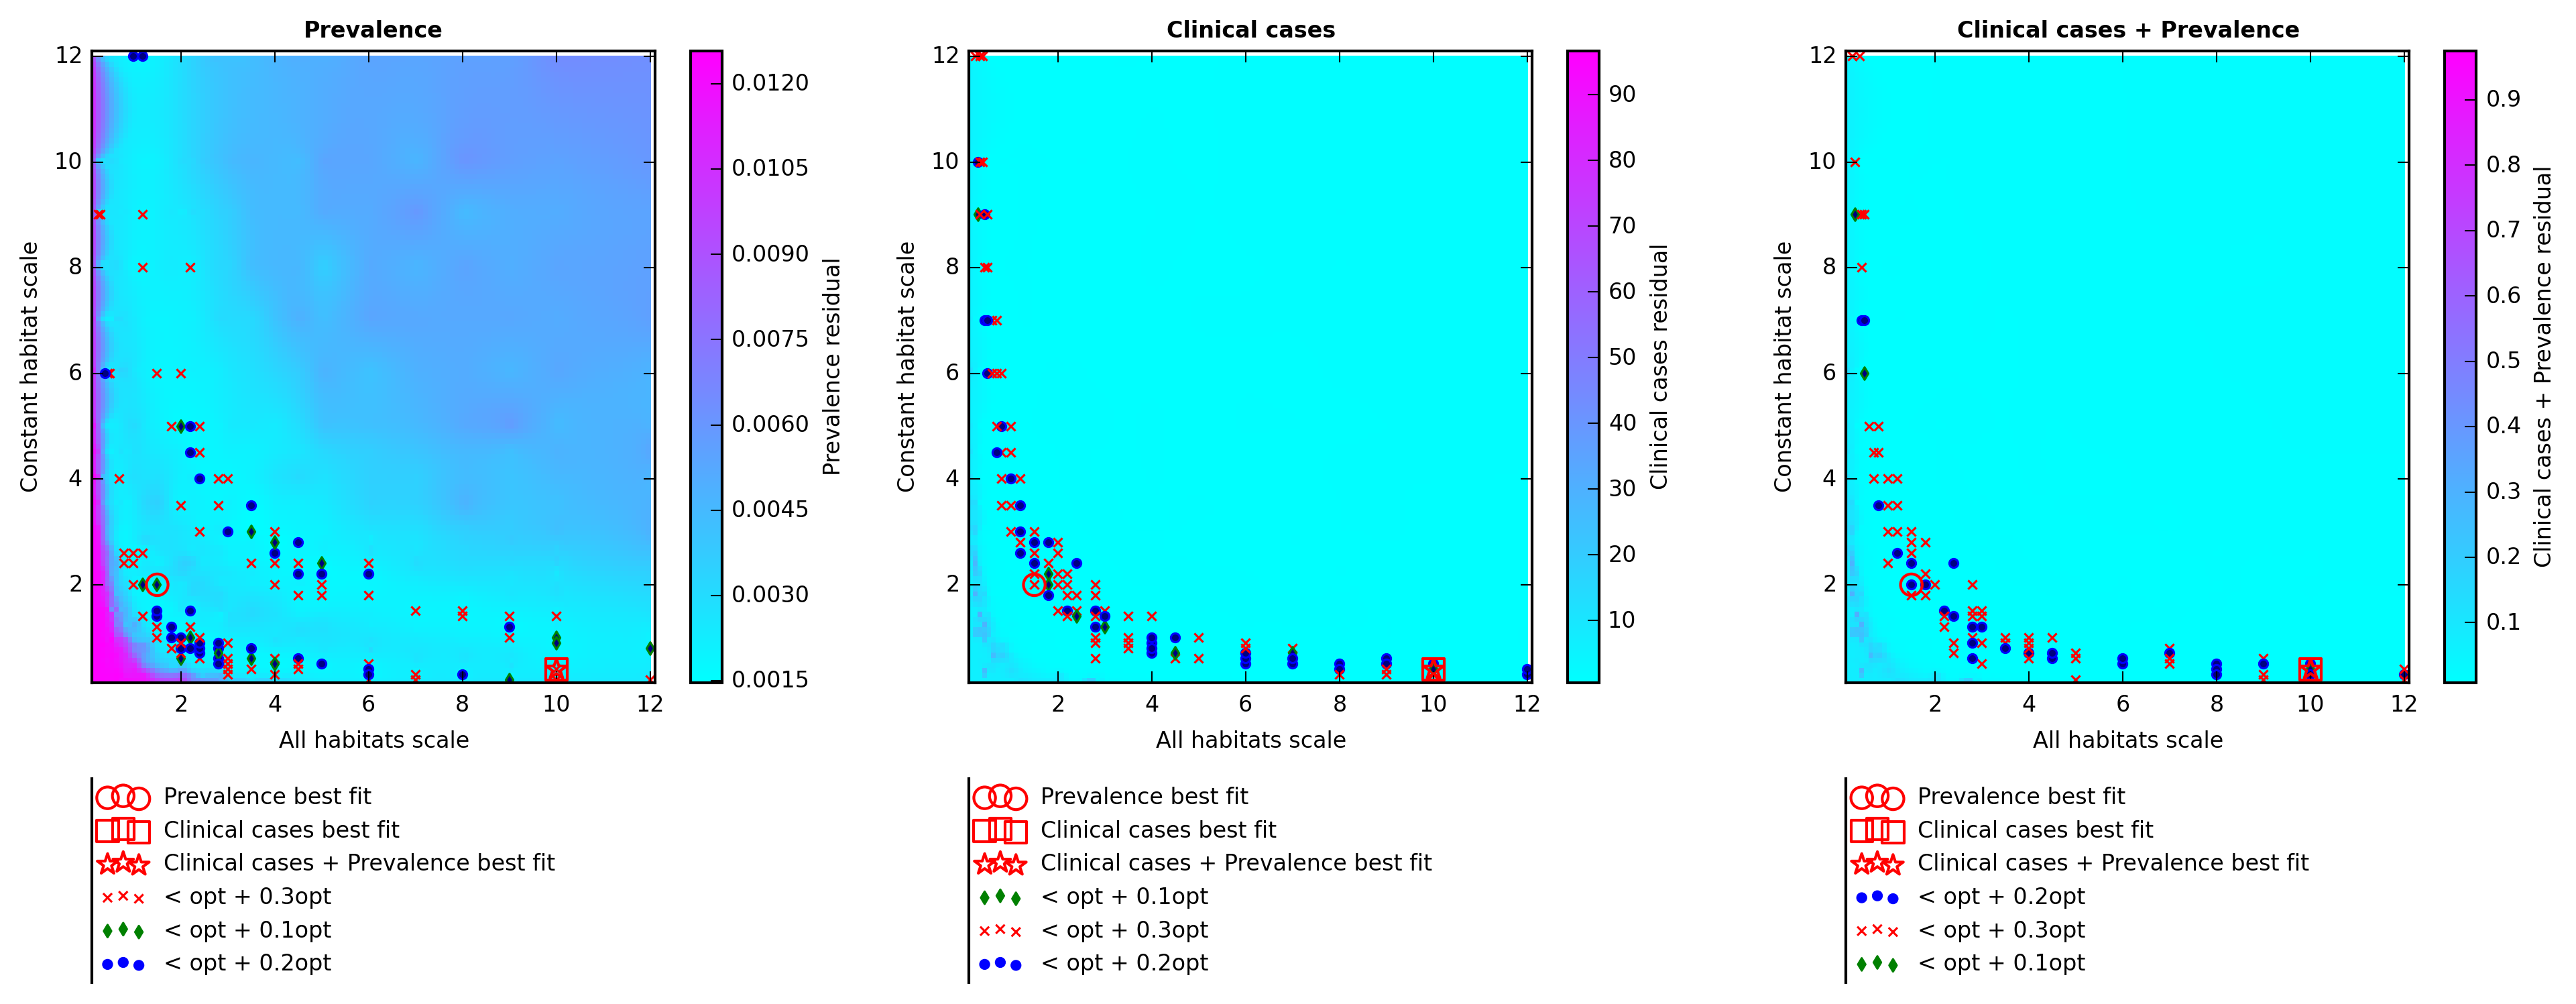 Prevalence
12
10
8
6
4
2
Constant habitat scale
2 4 6 8 10 12
All habitats scale
0.0120
0.0105
0.0090
0.0075
0.0060
0.0045
0.0030
0.0015
Prevalence residual
Prevalence best fit
Clinical cases best fit
Clinical cases + Prevalence best fit
< opt + 0.3opt
< opt + 0.1opt
< opt + 0.2opt
Clinical cases
12
10
8
6
4
2
Constant habitat scale
2 4 6 8 10 12
All habitats scale
90
80
70
60
50
40
30
20
10
Clinical cases residual
Prevalence best fit
Clinical cases best fit
Clinical cases + Prevalence best fit
< opt + 0.1opt
< opt + 0.3opt
< opt + 0.2opt
Clinical cases + Prevalence
12
10
8
6
4
2
Constant habitat scale
2 4 6 8 10 12
All habitats scale
0.9
0.8
0.7
0.6
0.5
0.4
0.3
0.2
0.1
Clinical cases + Prevalence residual
Prevalence best fit
Clinical cases best fit
Clinical cases + Prevalence best fit
< opt + 0.2opt
< opt + 0.3opt
< opt + 0.1opt